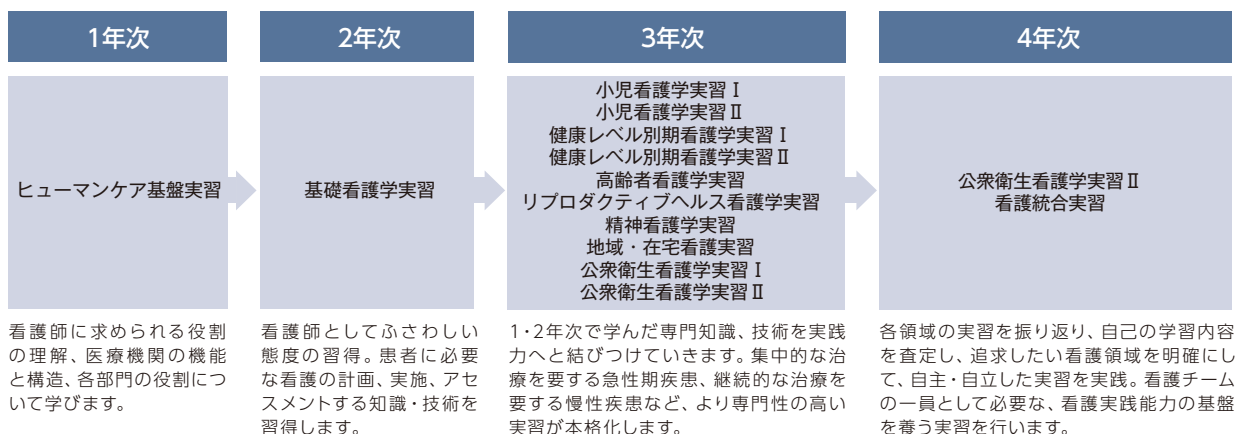 1年次
ヒューマンケア基盤実習
看護師に求められる役割
の理解、医療機関の機能
と構造、各部門の役割につ
いて学びます。
2年次
基礎看護学実習
看護師としてふさわしい
態度の習得。患者に必要
な看護の計画、実施、アセ
スメントする知識・技術を
習得します。
3年次
小児看護学実習Ⅰ
小児看護学実習Ⅱ
健康レベル別期看護学実習Ⅰ
健康レベル別期看護学実習Ⅱ
高齢者看護学実習
リプロダクティブヘルス看護学実習
精神看護学実習
地域・在宅看護実習
公衆衛生看護学実習Ⅰ
公衆衛生看護学実習Ⅱ
1・2年次で学んだ専門知識、技術を実践
力へと結びつけていきます。集中的な治
療を要する急性期疾患、継続的な治療を
要する慢性疾患など、より専門性の高い
実習が本格化します。
4年次
公衆衛生看護学実習Ⅱ
看護統合実習
各領域の実習を振り返り、自己の学習内容
を査定し、追求したい看護領域を明確にし
て、自主・自立した実習を実践。看護チーム
の一員として必要な、看護実践能力の基盤
を養う実習を行います。